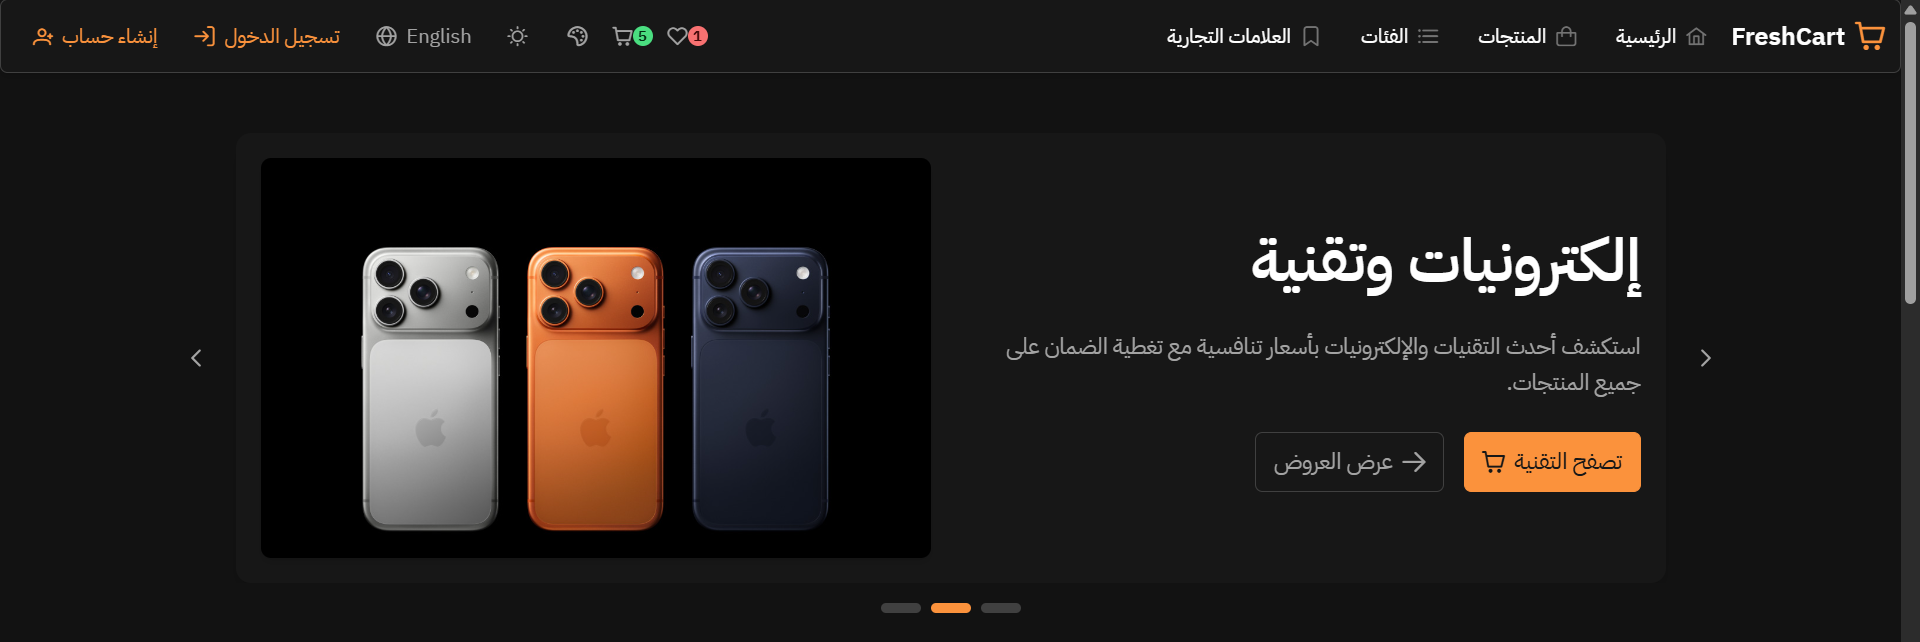 FreshCart
الرئيسية
المنتجات
الفئات
العلامات التجارية
1
5
English
تسجيل الدخول
إنشاء حساب
إلكترونيات وتقنية
استكشف أحدث التقنيات والإلكترونيات بأسعار تنافسية مع تغطية الضمان على
جميع المنتجات.
تصفح التقنية
عرض العروض